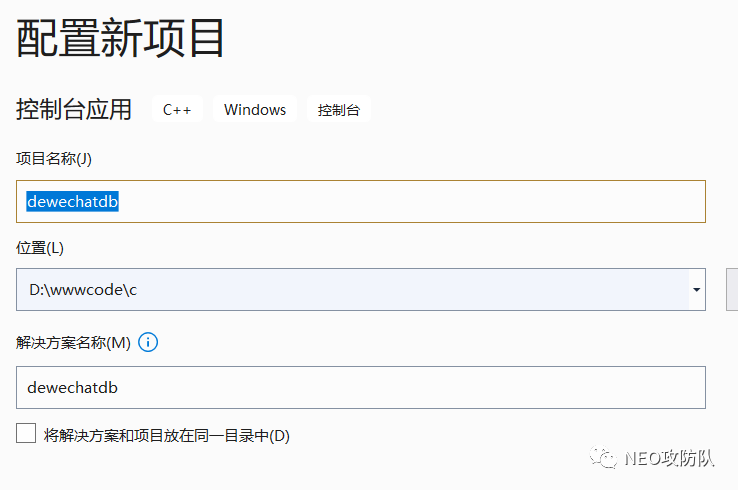 配置新项目
控制台应用 C++ Windows 控制台
项目名称(J)
dewechatdb
位置(L)
D:\wwwcode\c
解决方案名称(M)
dewechatdb
将解决方案和项目放在同一目录中(D)
NEO攻防队